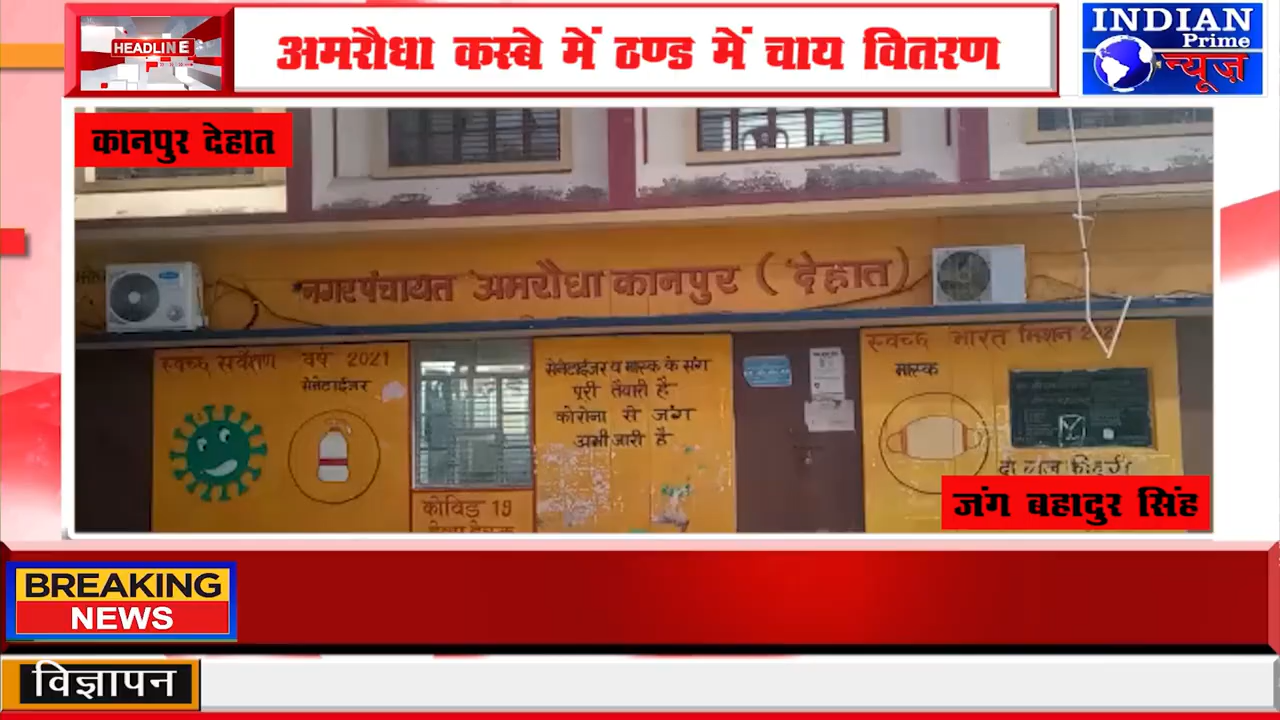 HEADLINE
अमरौधा कस्बे में ठण्ड में चाय वितरण
INDIAN
Prime
न्यूज़
कानपुर देहात
नगरपंचायत अमरौधा कानपुर ( देहात )
स्वच्छ सर्वेक्षण वर्ष 2021
सेनेटाईजर
सेनेटाईजर व मास्क के संग
पूरी तैयारी है
कोरोना से जंग
अभी जारी है
कोविड 19
स्वच्छ भारत मिशन
मास्क
जंग बहादुर सिंह
BREAKING
NEWS
विज्ञापन